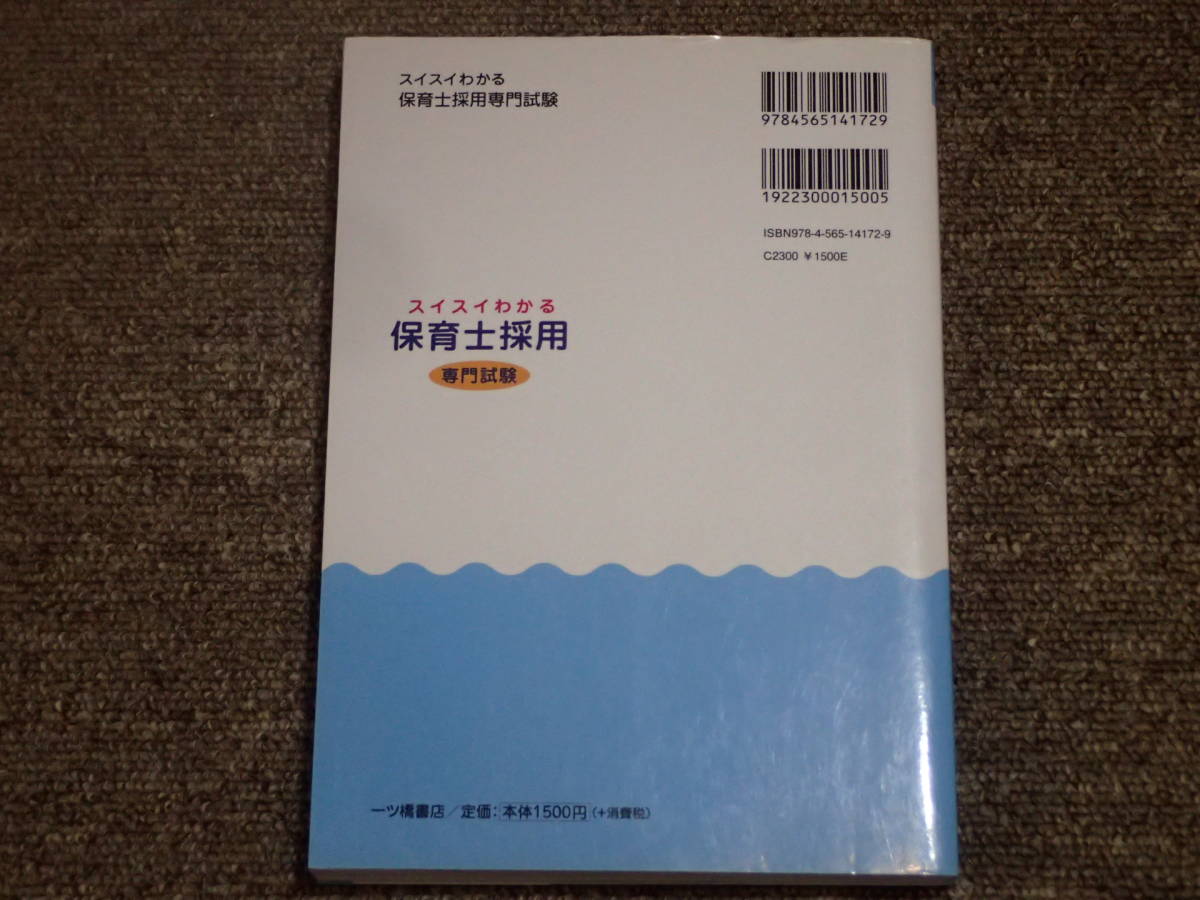 スイスイわかる
保育士採用専門試験
9784565141729
1922300015005
ISBN978-4-565-14172-9
C2300 ￥1500E
スイスイわかる
保育士採用
専門試験
一ツ橋書店／定価：本体1500円（+消費税）